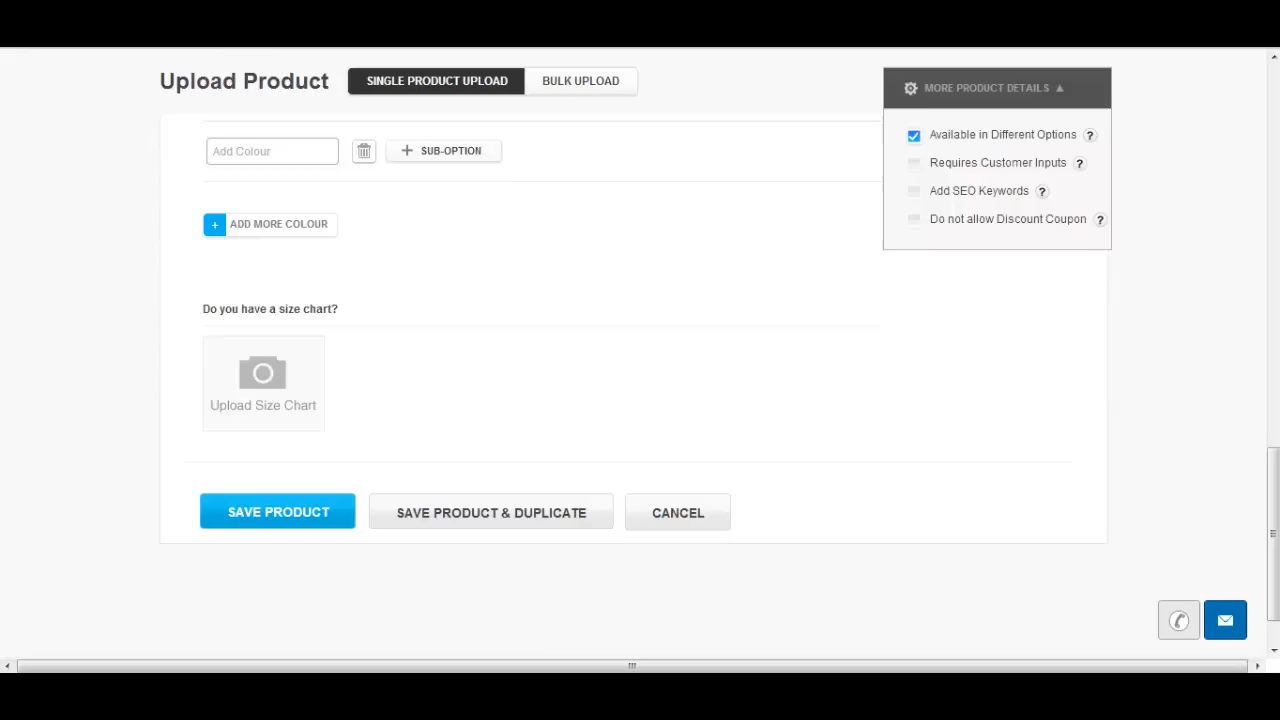 Upload Product
SINGLE PRODUCT UPLOAD
BULK UPLOAD
MORE PRODUCT DETAILS ▲
Available in Different Options ?
Requires Customer Inputs ?
Add SEO Keywords ?
Do not allow Discount Coupon ?
Add Colour
+ SUB-OPTION
+ ADD MORE COLOUR
Do you have a size chart?
Upload Size Chart
SAVE PRODUCT
SAVE PRODUCT & DUPLICATE
CANCEL